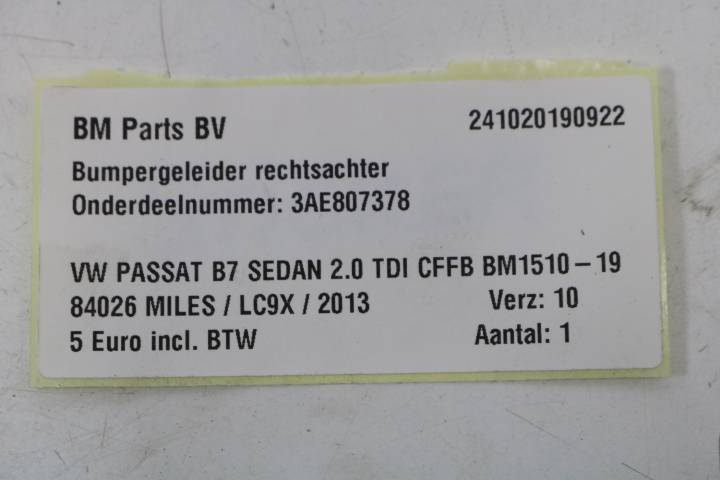 BM Parts BV 241020190922
Bumpergeleider rechtsachter
Onderdeelnummer: 3AE807378
VW PASSAT B7 SEDAN 2.0 TDI CFFB BM1510-19
84026 MILES / LC9X / 2013 Verz: 10
5 Euro incl. BTW Aantal: 1